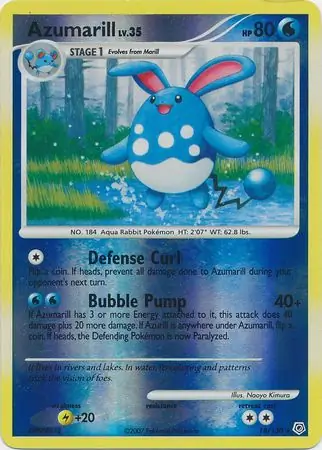 Azumarill LV.35 HP 80
STAGE 1 Evolves from Marill
NO. 184 Aqua Rabbit Pokémon HT: 2'07" WT: 62.8 lbs.
Defense Curl
Flip a coin. If heads, prevent all damage done to Azumarill during your
opponent's next turn.
Bubble Pump 40+
If Azumarill has 3 or more Energy attached to it, this attack does 40
damage plus 20 more damage. If Azurill is anywhere under Azumarill, flip a
coin. If heads, the Defending Pokémon is now Paralyzed.
It lives in rivers and lakes. In water, its coloring and patterns
trick the vision of foes.
Illus. Naoyo Kimura
weakness resistance retreat cost
+20
©2007 Pokémon